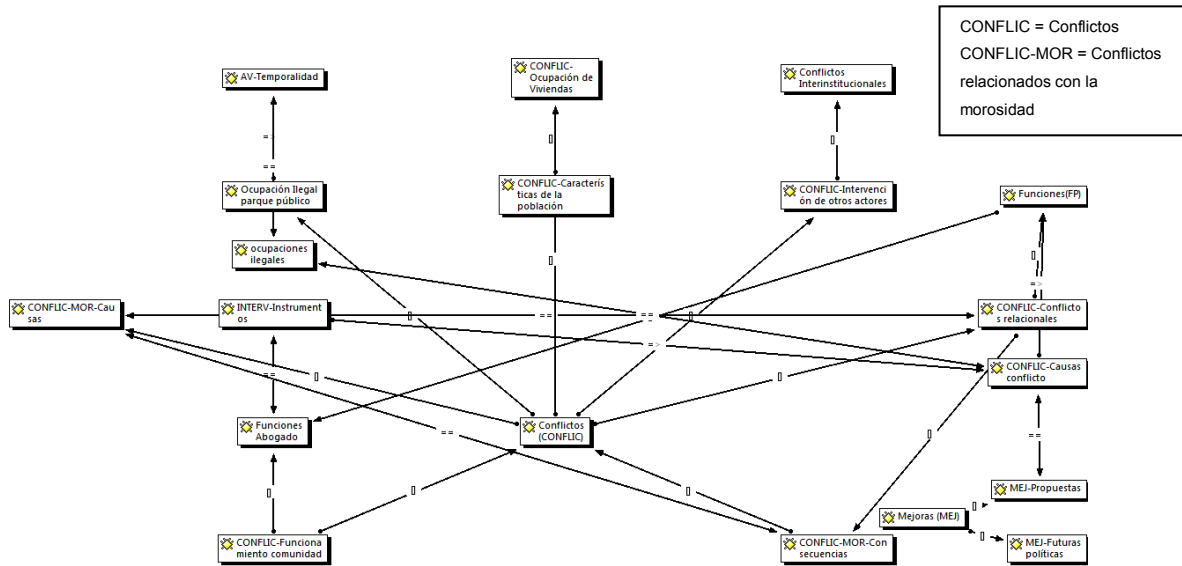 CONFLIC = Conflictos
CONFLIC-MOR = Conflictos
relacionados con la
morosidad
AV-Temporalidad
CONFLIC-
Ocupación de
Viviendas
Conflictos
Interinstitucionales
=>
[]
[]
==
Ocupación Ilegal
parque público
CONFLIC-Caracterís
ticas de la
población
CONFLIC-Intervenci
ón de otros actores
Funciones(FP)
ocupaciones
ilegales
[]
[]
=>
CONFLIC-MOR-Cau
sas
INTERV-Instrument
os
[]
==
==
[]
CONFLIC-Conflicto
s relacionales
=>
CONFLIC-Causas
conflicto
==
[]
[]
Funciones
Abogado
Conflictos
(CONFLIC)
==
[]
==
[]
[]
[]
MEJ-Propuestas
[]
Mejoras (MEJ)
[]
CONFLIC-Funciona
miento comunidad
CONFLIC-MOR-Con
secuencias
MEJ-Futuras
políticas